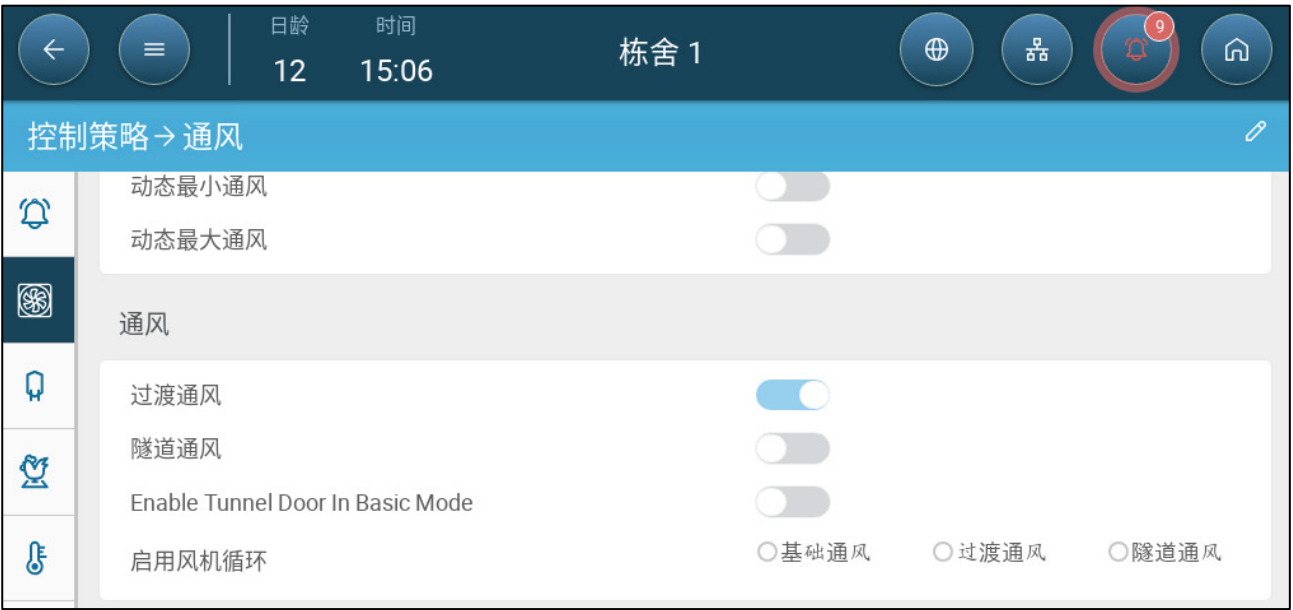 日龄 时间
12 15:06 栋舍 1 9
控制策略→通风
动态最小通风
动态最大通风
通风
过渡通风
隧道通风
Enable Tunnel Door In Basic Mode
启用风机循环 基础通风 过渡通风 隧道通风